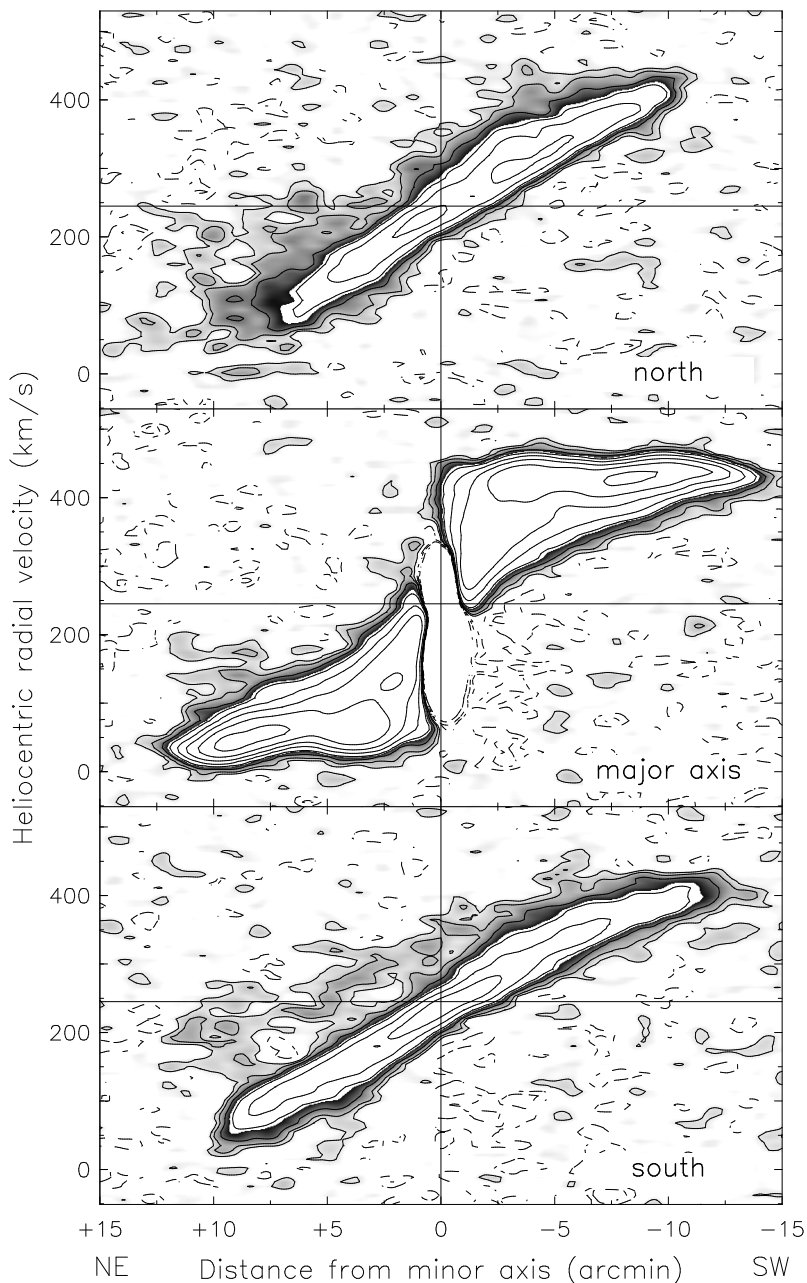 400
200
0
north
Heliocentric radial velocity (km/s)
400
200
0
major axis
400
200
0
south
+15 +10 +5 0 -5 -10 -15
NE Distance from minor axis (arcmin) SW